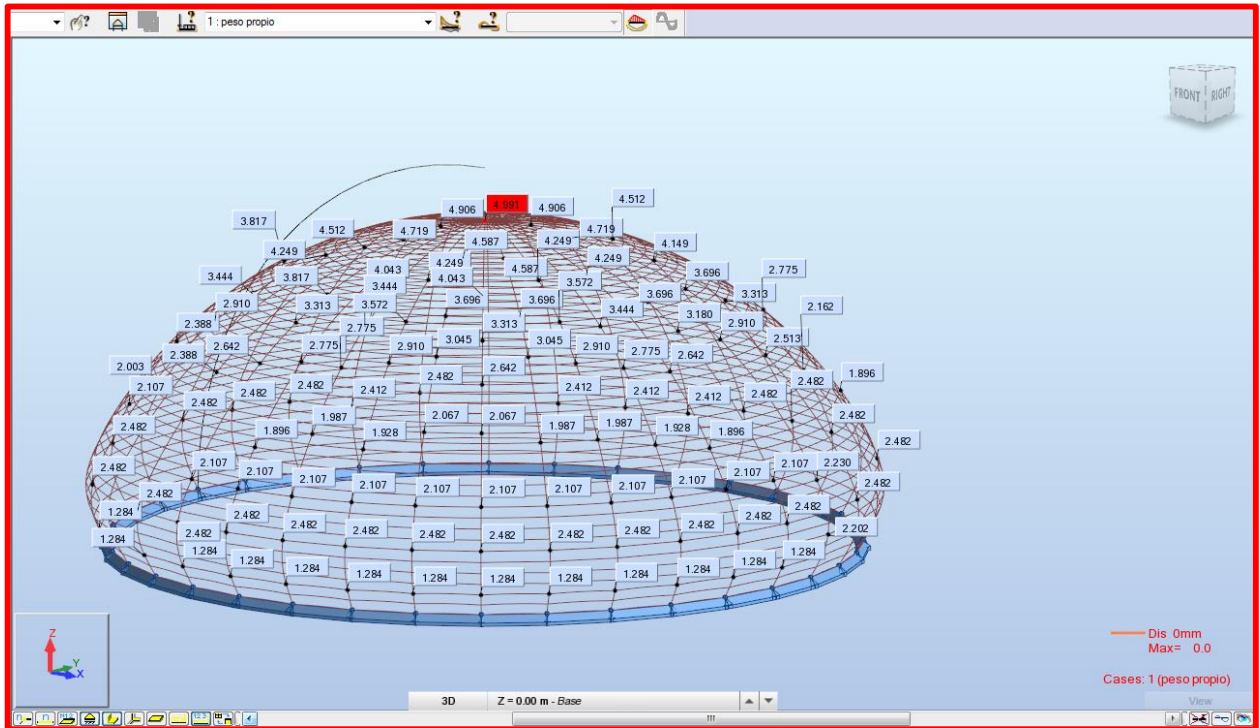 1 : peso propio
FRONT RIGHT
4.906 4.991 4.906 4.512
3.817 4.512 4.719 4.719
4.249 4.587 4.249 4.149
3.444 3.817 4.043 4.249 4.043 4.587 4.249 3.696 2.775
3.444 3.572
2.910 3.313 3.572 3.696 3.696 3.444 3.696 3.313 2.162
2.388 2.775 3.313 3.180 2.910
2.388 2.642 2.775 2.910 3.045 3.045 2.910 2.775 2.642 2.513
2.003 2.642
2.107 2.482 2.482 2.482 2.412 2.482 2.412 2.412 2.412 2.482 2.482 1.896
2.482 1.896 1.987 1.928 2.067 2.067 1.987 1.987 1.928 1.896 2.482
2.482
2.482 2.107 2.107 2.107 2.107 2.107 2.107 2.107 2.107 2.107 2.107 2.107 2.230
2.482 2.482
1.284 2.482 2.482 2.482 2.482
1.284 2.482 2.482 2.482 2.482 2.482 2.482 2.482 2.202
1.284 1.284 1.284 1.284 1.284 1.284 1.284 1.284 1.284 1.284 1.284
Z
Y
X
Dis 0mm
Max= 0.0
Cases: 1 (peso propio)
3D Z = 0.00 m - Base View